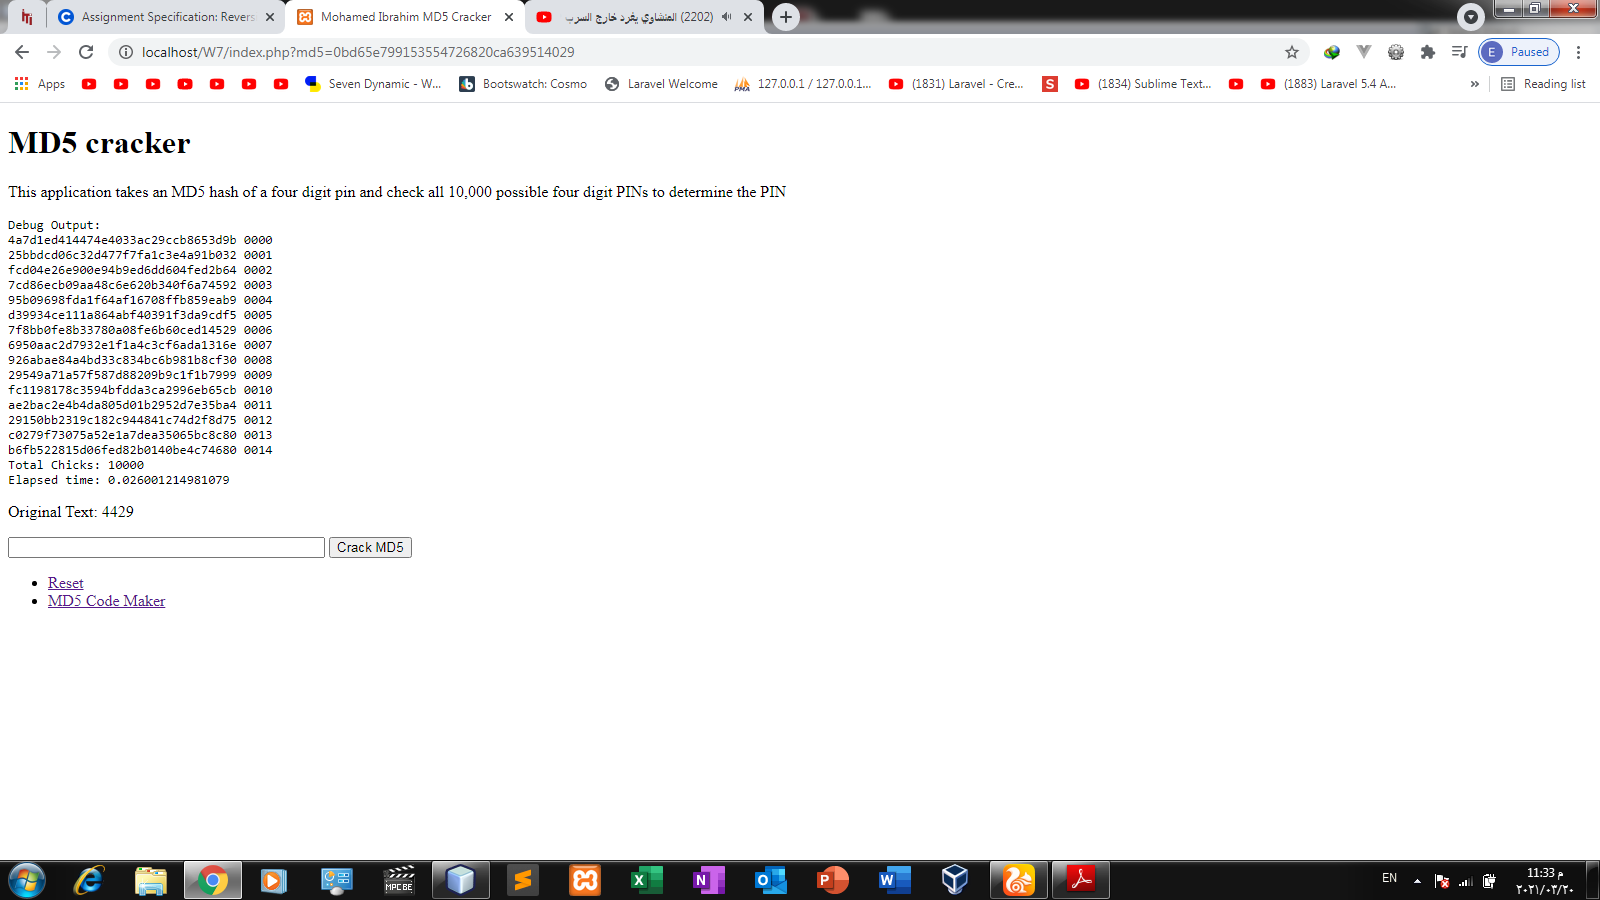 Assignment Specification: Revers
Mohamed Ibrahim MD5 Cracker
(2202) المنشاوي يغرد خارج السرب
localhost/W7/index.php?md5=0bd65e799153554726820ca639514029
E Paused
Apps
Seven Dynamic - W...
Bootswatch: Cosmo
Laravel Welcome
127.0.0.1 / 127.0.0.1...
(1831) Laravel - Cre...
S
(1834) Sublime Text...
(1883) Laravel 5.4 A...
»
Reading list
MD5 cracker
This application takes an MD5 hash of a four digit pin and check all 10,000 possible four digit PINs to determine the PIN
Debug Output:
4a7d1ed414474e4033ac29ccb8653d9b 0000
25bbdcd06c32d477f7fa1c3e4a91b032 0001
fcd04e26e900e94b9ed6dd604fed2b64 0002
7cd86ecb09aa48c6e620b340f6a74592 0003
95b09698fda1f64af16708ffb859eab9 0004
d39934ce111a864abf40391f3da9cdf5 0005
7f8bb0fe8b33780a08fe6b60ced14529 0006
6950aac2d7932e1f1a4c3cf6ada1316e 0007
926abae84a4bd33c834bc6b981b8cf30 0008
29549a71a57f587d88209b9c1f1b7999 0009
fc1198178c3594bfdda3ca2996eb65cb 0010
ae2bac2e4b4da805d01b2952d7e35ba4 0011
29150bb2319c182c944841c74d2f8d75 0012
c0279f73075a52e1a7dea35065bc8c80 0013
b6fb522815d06fed82b0140be4c74680 0014
Total Chicks: 10000
Elapsed time: 0.026001214981079
Original Text: 4429
Crack MD5
Reset
MD5 Code Maker
EN
11:33 م
٢٠٢١/٠٣/٢٠